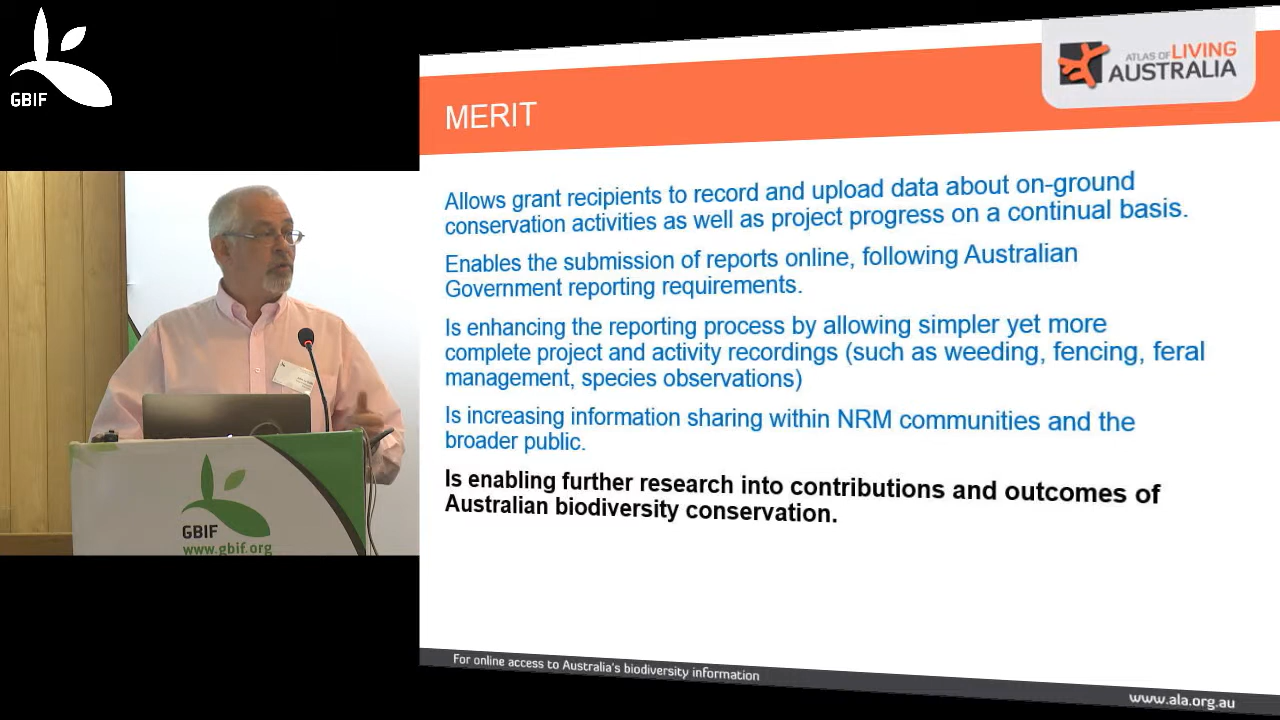 GBIF
ATLAS OF LIVING
AUSTRALIA
MERIT
Allows grant recipients to record and upload data about on-ground
conservation activities as well as project progress on a continual basis.
Enables the submission of reports online, following Australian
Government reporting requirements.
Is enhancing the reporting process by allowing simpler yet more
complete project and activity recordings (such as weeding, fencing, feral
management, species observations)
Is increasing information sharing within NRM communities and the
broader public.
Is enabling further research into contributions and outcomes of
Australian biodiversity conservation.
For online access to Australia's biodiversity information
www.ala.org.au
GBIF
www.gbif.org